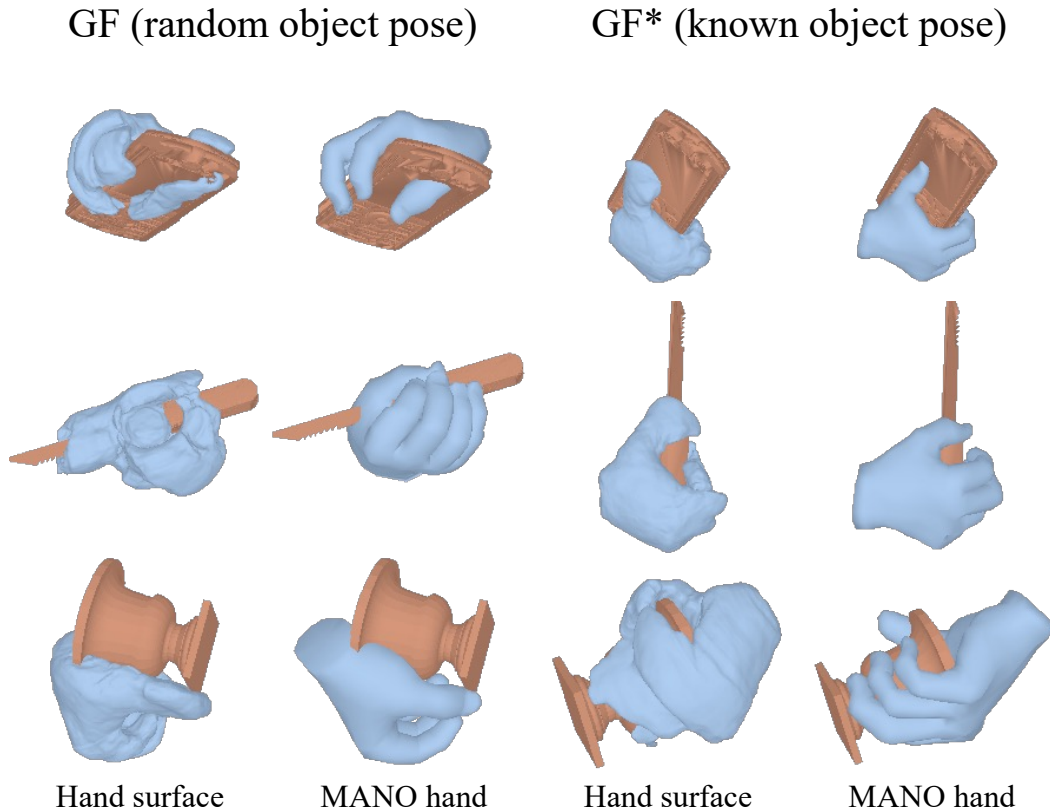 GF (random object pose)
GF* (known object pose)
Hand surface
MANO hand
Hand surface
MANO hand